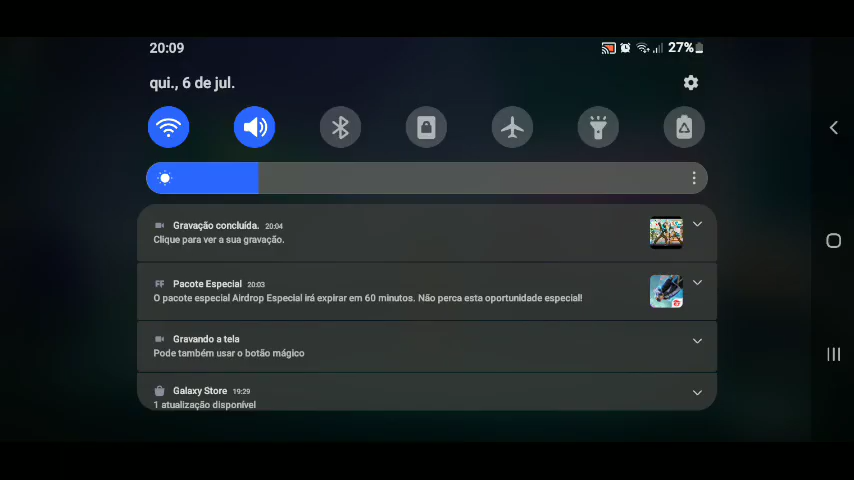 20:09
27%
qui., 6 de jul.
Gravação concluída. 20:04
Clique para ver a sua gravação.
FF Pacote Especial 20:03
O pacote especial Airdrop Especial irá expirar em 60 minutos. Não perca esta oportunidade especial!
Gravando a tela
Pode também usar o botão mágico
Galaxy Store 19:29
1 atualização disponível